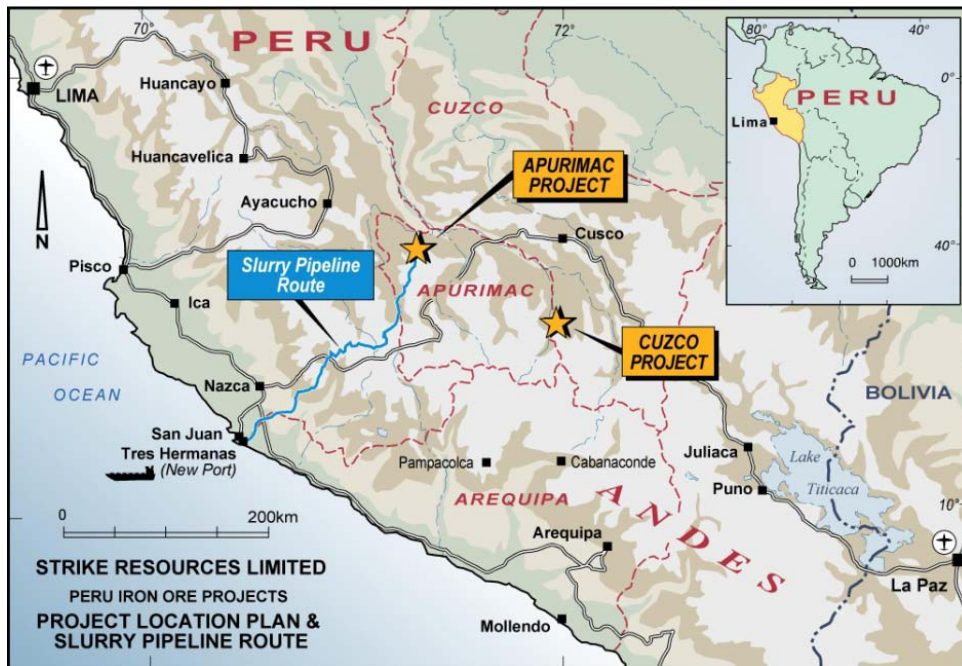 70°
72°
80°
40°
0°
PERU
PERU
Lima
40°
0 1000km
LIMA
Huancayo
CUZCO
Huancavelica
APURIMAC
PROJECT
Ayacucho
N
Cusco
Pisco
Slurry Pipeline
Route
APURIMAC
Ica
CUZCO
PROJECT
PACIFIC
OCEAN
Nazca
BOLIVIA
San Juan
Tres Hermanas
(New Port)
Pampacolca
Cabanaconde
Juliaca
Lake
Titicaca
Puno
AREQUIPA
ANDES
10°
0 200km
Arequipa
La Paz
STRIKE RESOURCES LIMITED
PERU IRON ORE PROJECTS
PROJECT LOCATION PLAN &
SLURRY PIPELINE ROUTE
Mollendo